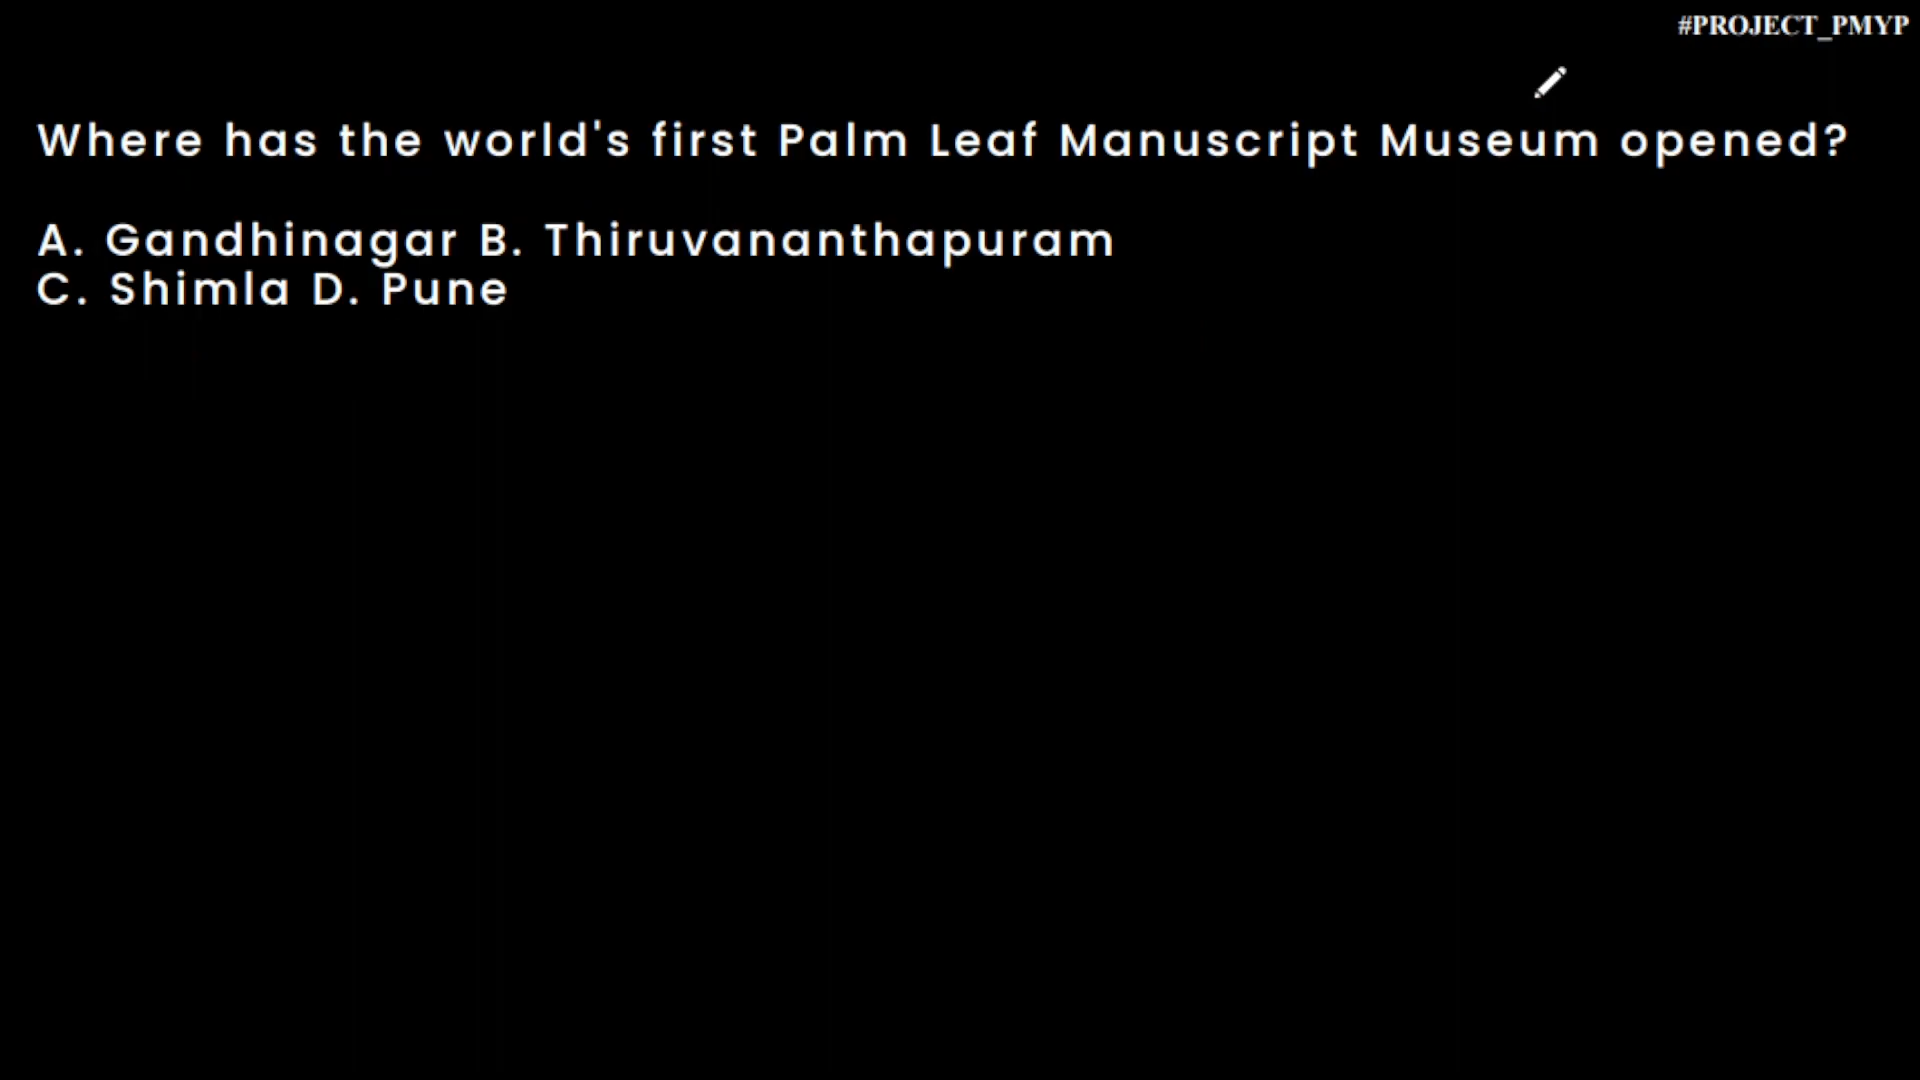 #PROJECT_PMYP
Where has the world's first Palm Leaf Manuscript Museum opened?
A. Gandhinagar B. Thiruvananthapuram
C. Shimla D. Pune